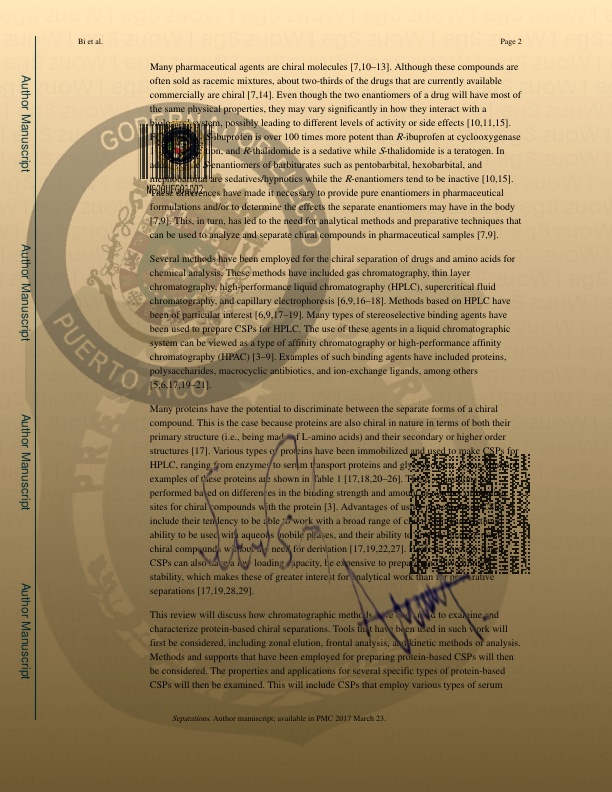 Bi et al.
Page 2
Many pharmaceutical agents are chiral molecules [7,10–13]. Although these compounds are
often sold as racemic mixtures, about two-thirds of the drugs that are currently available
commercially are chiral [7,14]. Even though the two enantiomers of a drug will have most of
the same physical properties, they may vary significantly in how they interact with a
system, possibly leading to different levels of activity or side effects [10,11,15].
-ibuprofen is over 100 times more potent than R-ibuprofen at cyclooxygenase
and R-thalidomide is a sedative while S-thalidomide is a teratogen. In
S-enantiomers of barbiturates such as pentobarbital, hexobarbital, and
are sedatives/hypnotics while the R-enantiomers tend to be inactive [10,15].
These differences have made it necessary to provide pure enantiomers in pharmaceutical
formulations and/or to determine the effects the separate enantiomers may have in the body
[7,9]. This, in turn, has led to the need for analytical methods and preparative techniques that
can be used to analyze and separate chiral compounds in pharmaceutical samples [7,9].
Several methods have been employed for the chiral separation of drugs and amino acids for
chemical analysis. These methods have included gas chromatography, thin layer
chromatography, high-performance liquid chromatography (HPLC), supercritical fluid
chromatography, and capillary electrophoresis [6,9,16–18]. Methods based on HPLC have
been of particular interest [6,9,17–19]. Many types of stereoselective binding agents have
been used to prepare CSPs for HPLC. The use of these agents in a liquid chromatographic
system can be viewed as a type of affinity chromatography or high-performance affinity
chromatography (HPAC) [3–9]. Examples of such binding agents have included proteins,
polysaccharides, macrocyclic antibiotics, and ion-exchange ligands, among others
[5,6,17,19–21].
Many proteins have the potential to discriminate between the separate forms of a chiral
compound. This is the case because proteins are also chiral in nature in terms of both their
primary structure (i.e., being made of L-amino acids) and their secondary or higher order
structures [17]. Various types of proteins have been immobilized and used to make CSPs for
HPLC, ranging from enzymes to serum transport proteins and
examples of these proteins are shown in Table 1 [17,18,20–26].
performed based on differences in the binding strength and
sites for chiral compounds with the protein [3]. Advantages of
include their tendency to be able to work with a broad range of
ability to be used with aqueous mobile phases, and their ability to
chiral compounds without need for derivation [17,19,22,27].
CSPs can also have a low loading capacity, be expensive to
stability, which makes these of greater interest for analytical work than for preparative
separations [17,19,28,29].
This review will discuss how chromatographic methods have been used to examine and
characterize protein-based chiral separations. Tools that have been used in such work will
first be considered, including zonal elution, frontal analysis, and kinetic methods of analysis.
Methods and supports that have been employed for preparing protein-based CSPs will then
be considered. The properties and applications for several specific types of protein-based
CSPs will then be examined. This will include CSPs that employ various types of serum
Separations. Author manuscript; available in PMC 2017 March 23.
Author Manuscript
Author Manuscript
Author Manuscript
Author Manuscript
PUERTO RICO